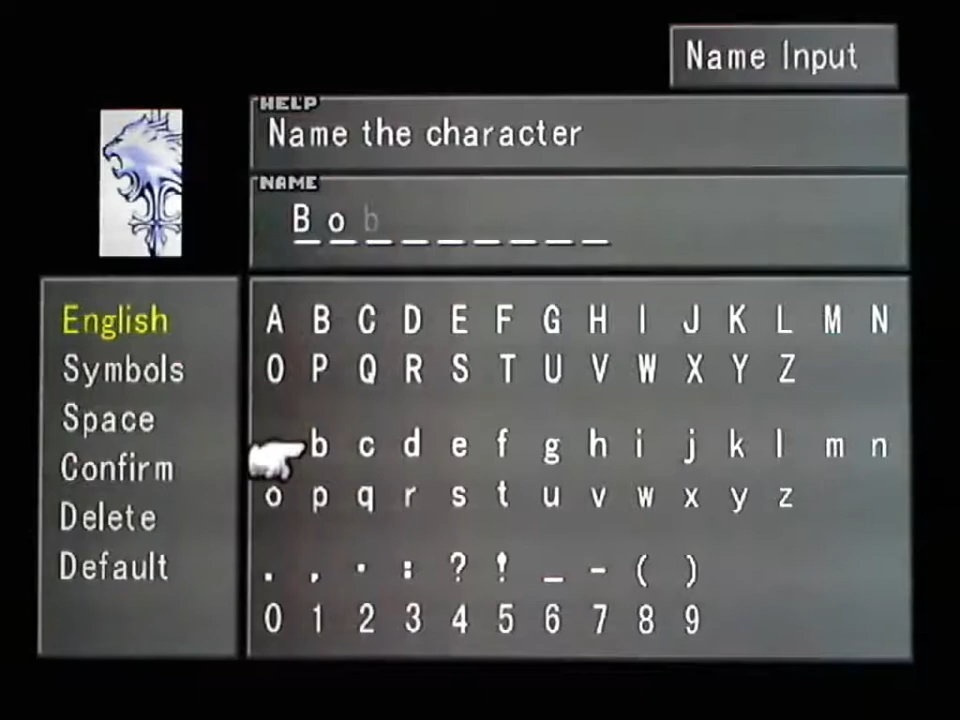 Name Input
HELP
Name the character
NAME
Bob
English
Symbols
Space
Confirm
Delete
Default
A B C D E F G H I J K L M N
O P Q R S T U V W X Y Z
b c d e f g h i j k l m n
o p q r s t u v w x y z
. , · : ? ! _ - ( )
0 1 2 3 4 5 6 7 8 9